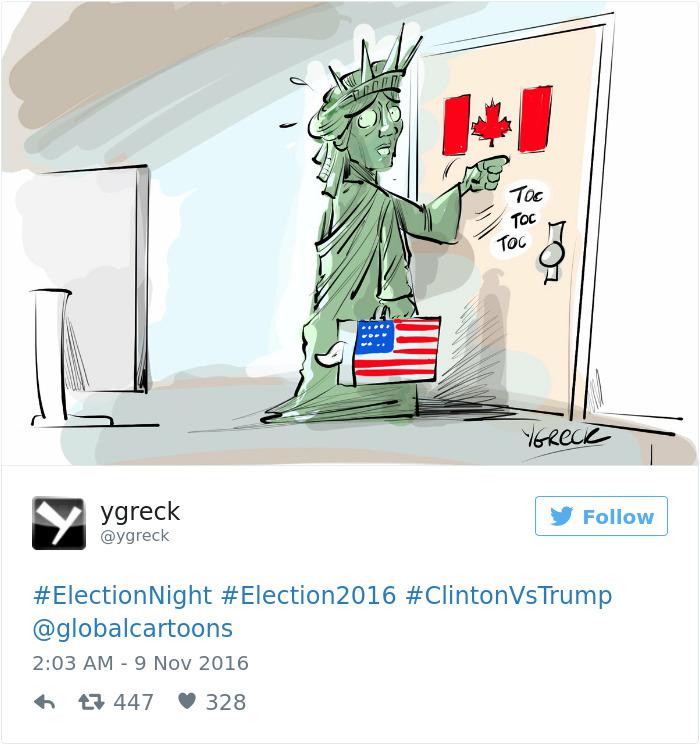 TOC
TOC
TOC
YGRECK
ygreck
@ygreck
Follow
#ElectionNight #Election2016 #ClintonVsTrump
@globalcartoons
2:03 AM - 9 Nov 2016
447 328